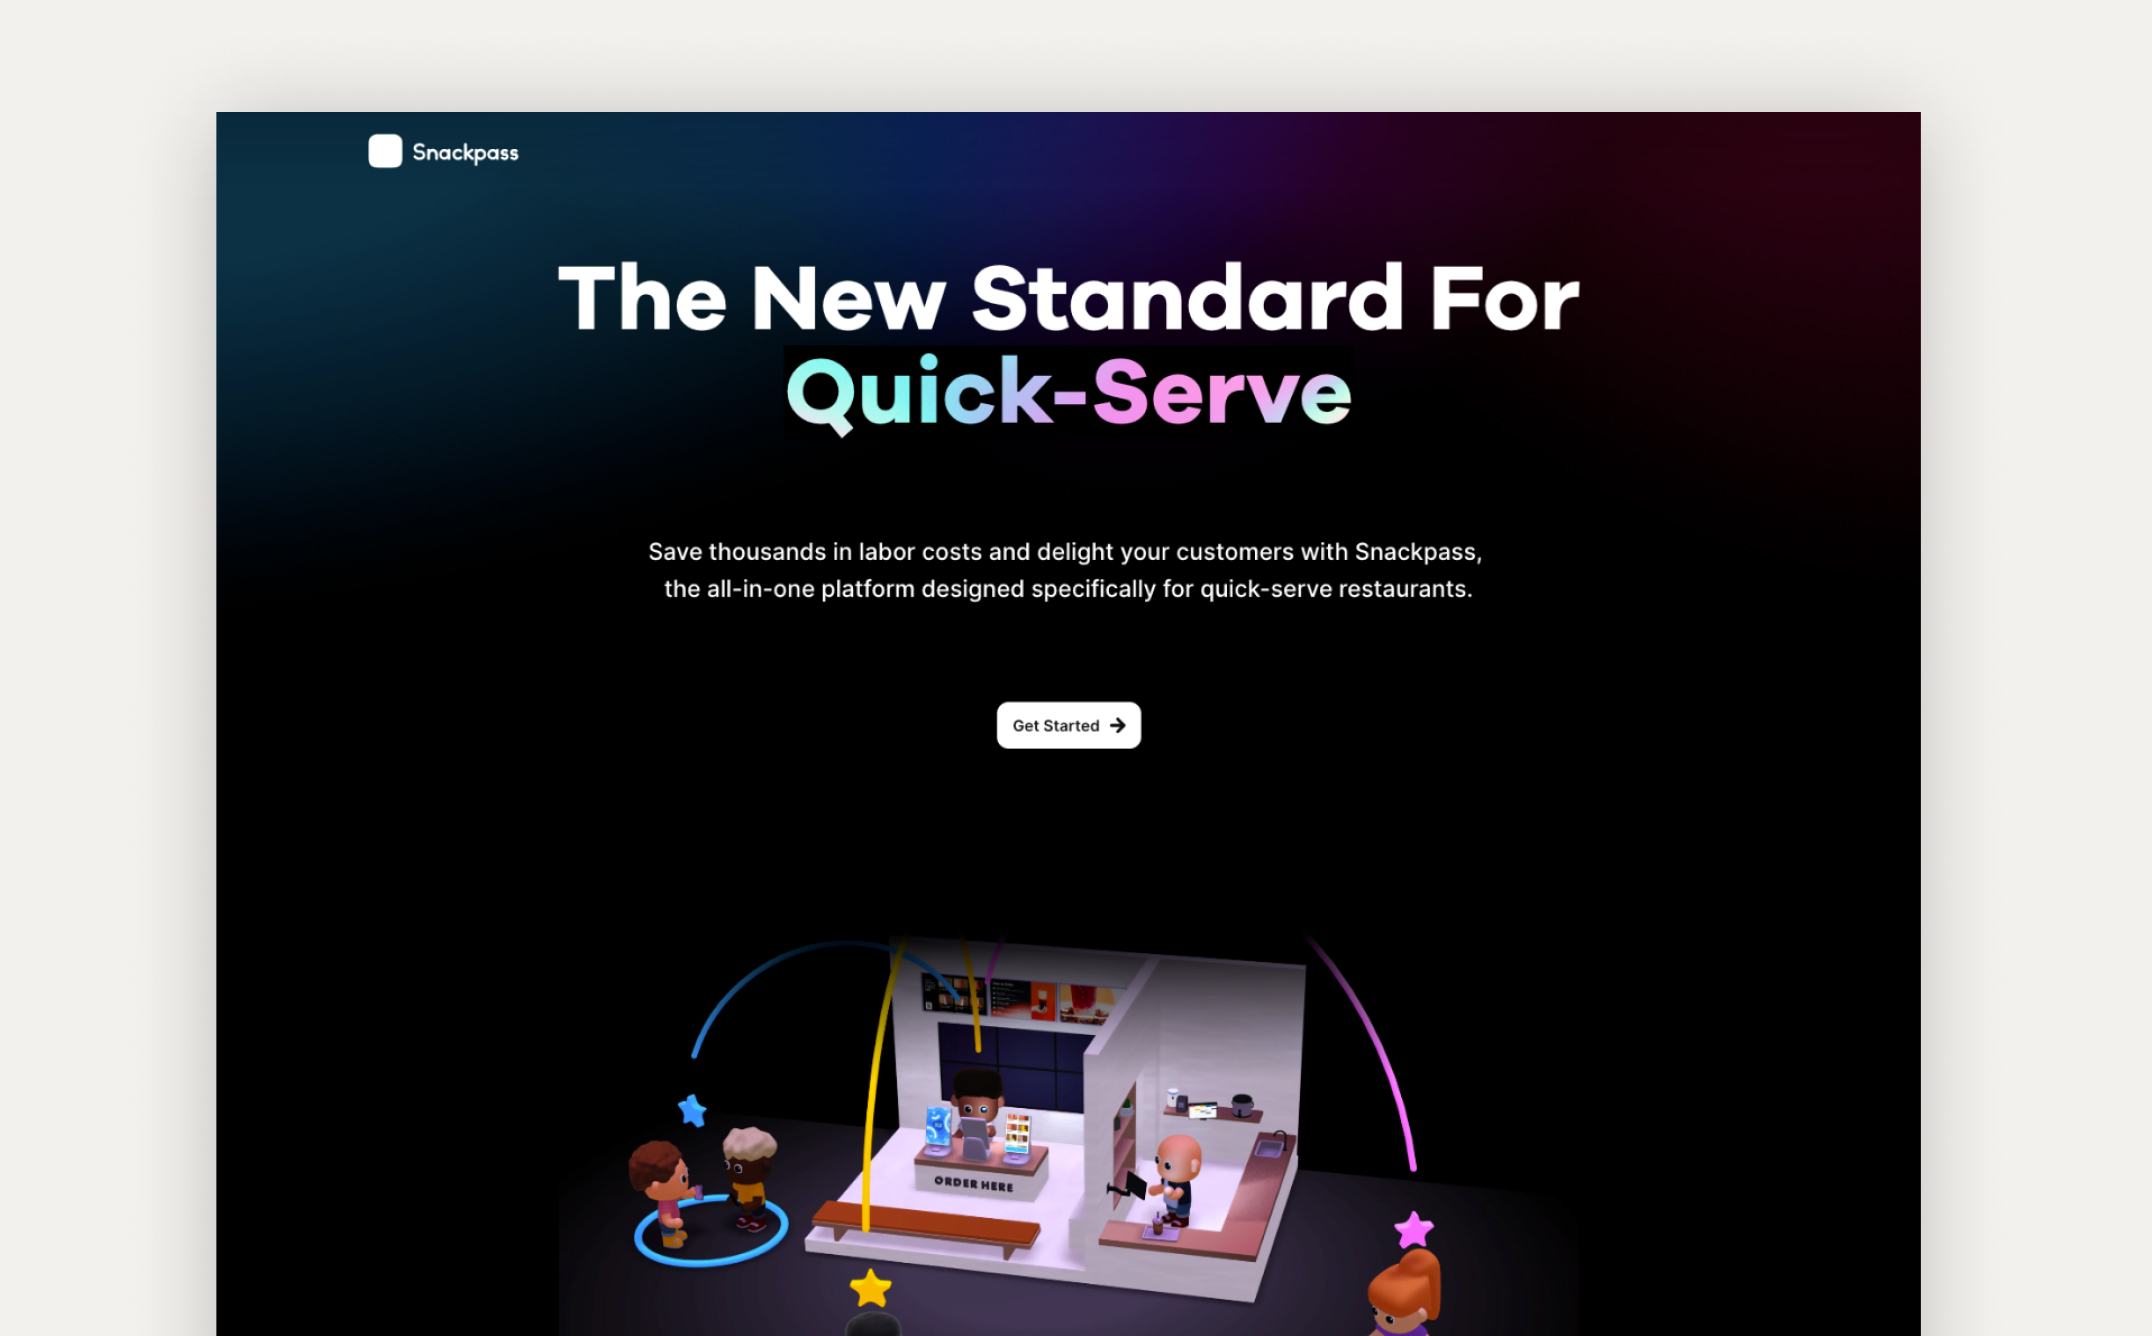 Snackpass
The New Standard For
Quick-Serve
Save thousands in labor costs and delight your customers with Snackpass,
the all-in-one platform designed specifically for quick-serve restaurants.
Get Started
ORDER HERE